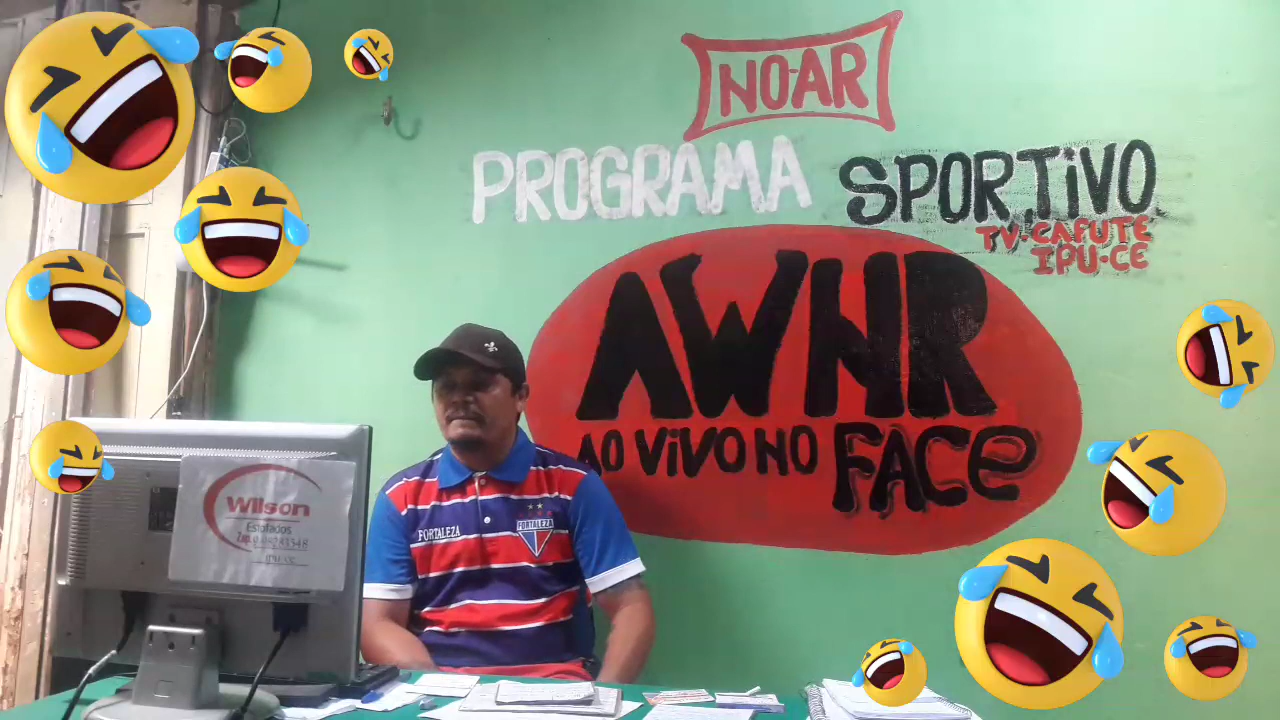 NO-AR
PROGRAMA SPORTIVO
TV-CAFUTE
IPU-CE
AWNR
AO ViVO NO FACe
Wilson
Estofados
FORTALEZA
FORTALEZA